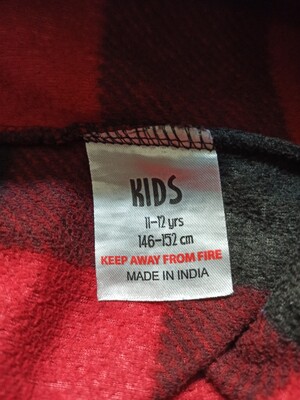 KIDS
11-12 yrs
146-152 cm
KEEP AWAY FROM FIRE
MADE IN INDIA